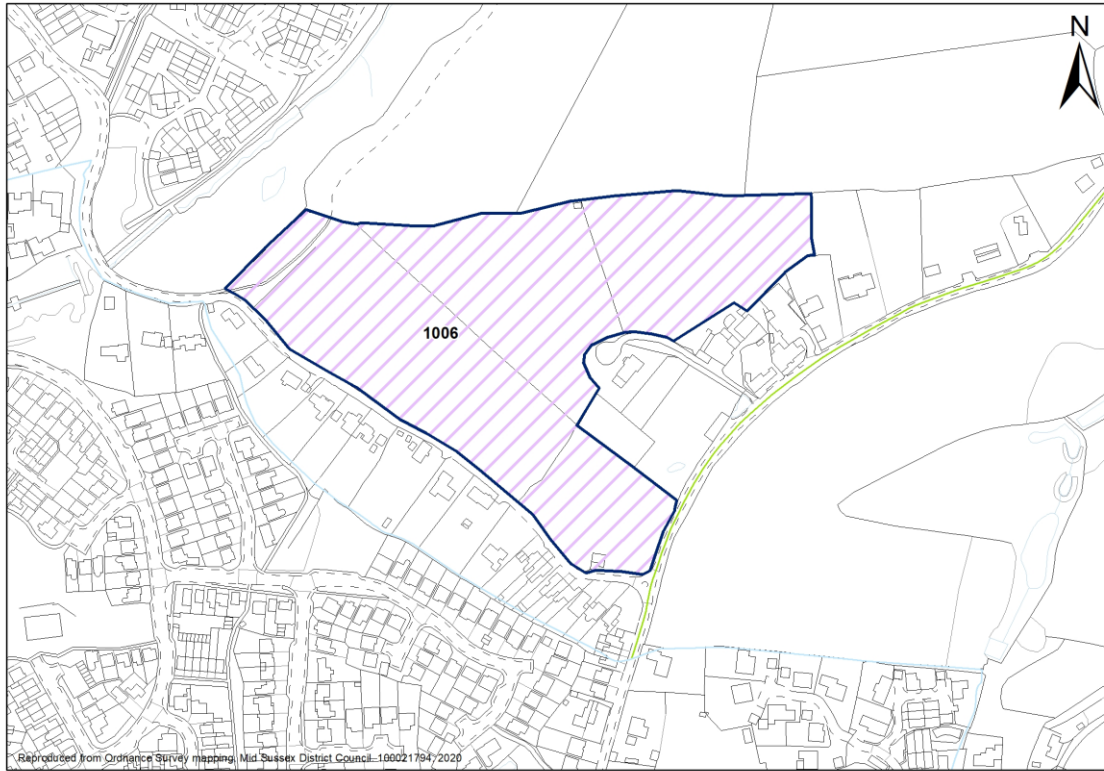 N
1006
Reproduced from Ordnance Survey mapping, Mid Sussex District Council 100021794, 2020